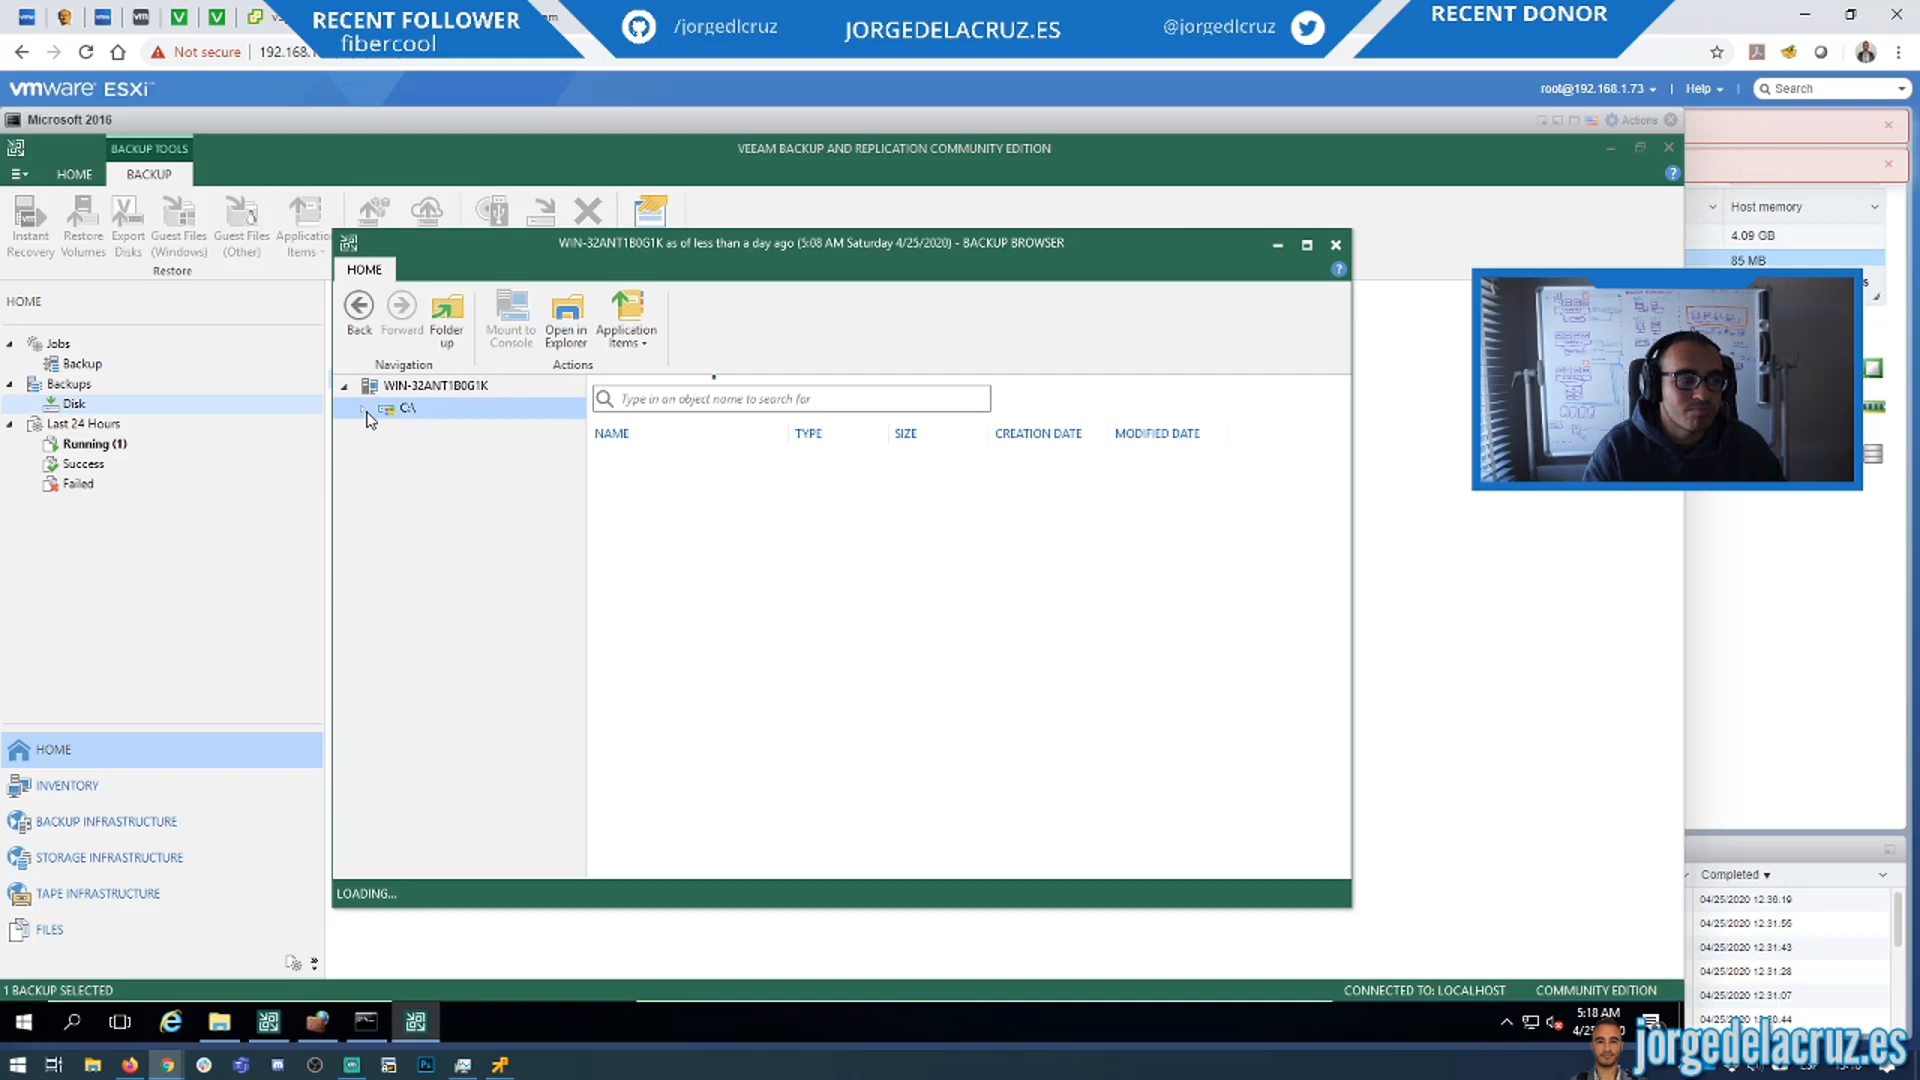 RECENT FOLLOWER
fibercool
/jorgedlcruz
JORGEDELACRUZ.ES
@jorgedlcruz
RECENT DONOR
Not secure
192.168.1
vmware ESXi
root@192.168.1.73
Help
Search
Microsoft 2016
Actions
BACKUP TOOLS
VEEAM BACKUP AND REPLICATION COMMUNITY EDITION
HOME
BACKUP
Instant Recovery
Restore Volumes
Export Disks
Guest Files (Windows)
Guest Files (Other)
Application Items
Restore
Host memory
4.09 GB
85 MB
WIN-32ANT1B0G1K as of less than a day ago (5:08 AM Saturday 4/25/2020) - BACKUP BROWSER
HOME
Back
Forward
Folder up
Mount to Console
Open in Explorer
Application Items
Navigation
Actions
HOME
Jobs
Backup
Backups
Disk
Last 24 Hours
Running (1)
Success
Failed
WIN-32ANT1B0G1K
C:\
Type in an object name to search for
NAME
TYPE
SIZE
CREATION DATE
MODIFIED DATE
HOME
INVENTORY
BACKUP INFRASTRUCTURE
STORAGE INFRASTRUCTURE
TAPE INFRASTRUCTURE
FILES
LOADING...
Completed
04/25/2020 12:36:19
04/25/2020 12:31:55
04/25/2020 12:31:43
04/25/2020 12:31:28
04/25/2020 12:31:07
1 BACKUP SELECTED
CONNECTED TO: LOCALHOST
COMMUNITY EDITION
5:18 AM
jorgedelacruz.es